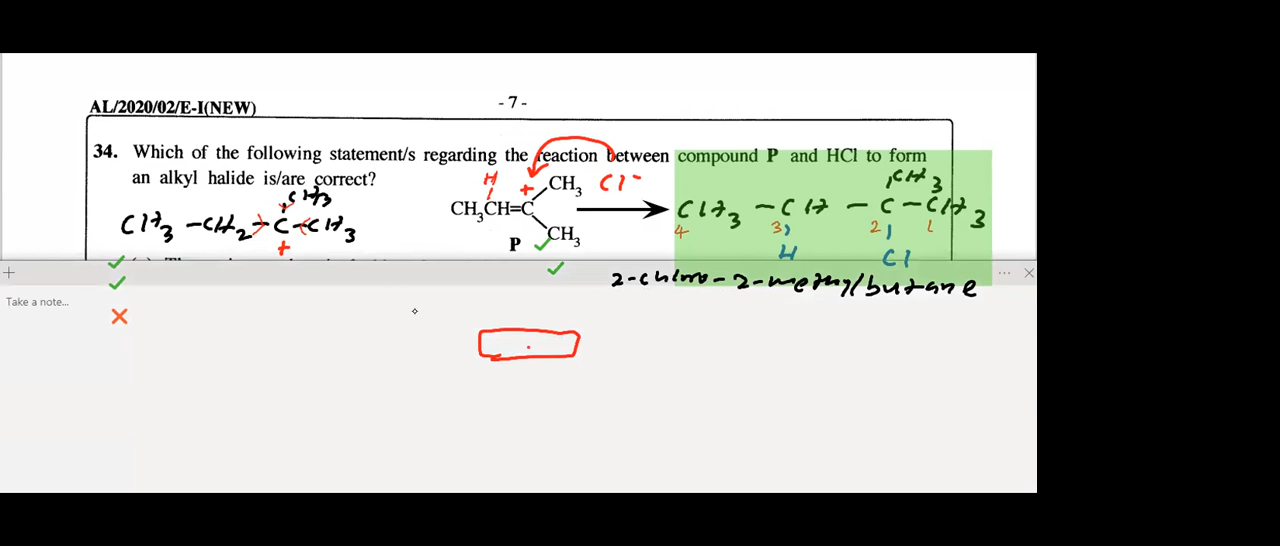 AL/2020/02/E-I(NEW)
- 7 -
34. Which of the following statement/s regarding the reaction between compound P and HCl to form
an alkyl halide is/are correct?
CH3
CH3 -CH2 - C - CH3
+
H
+
CH3
Cl-
CH3CH=C
CH3
P
CH3
CH3 - CH - C - CH3
4 3 2 1
H Cl
2-chloro-2-methylbutane
Take a note...